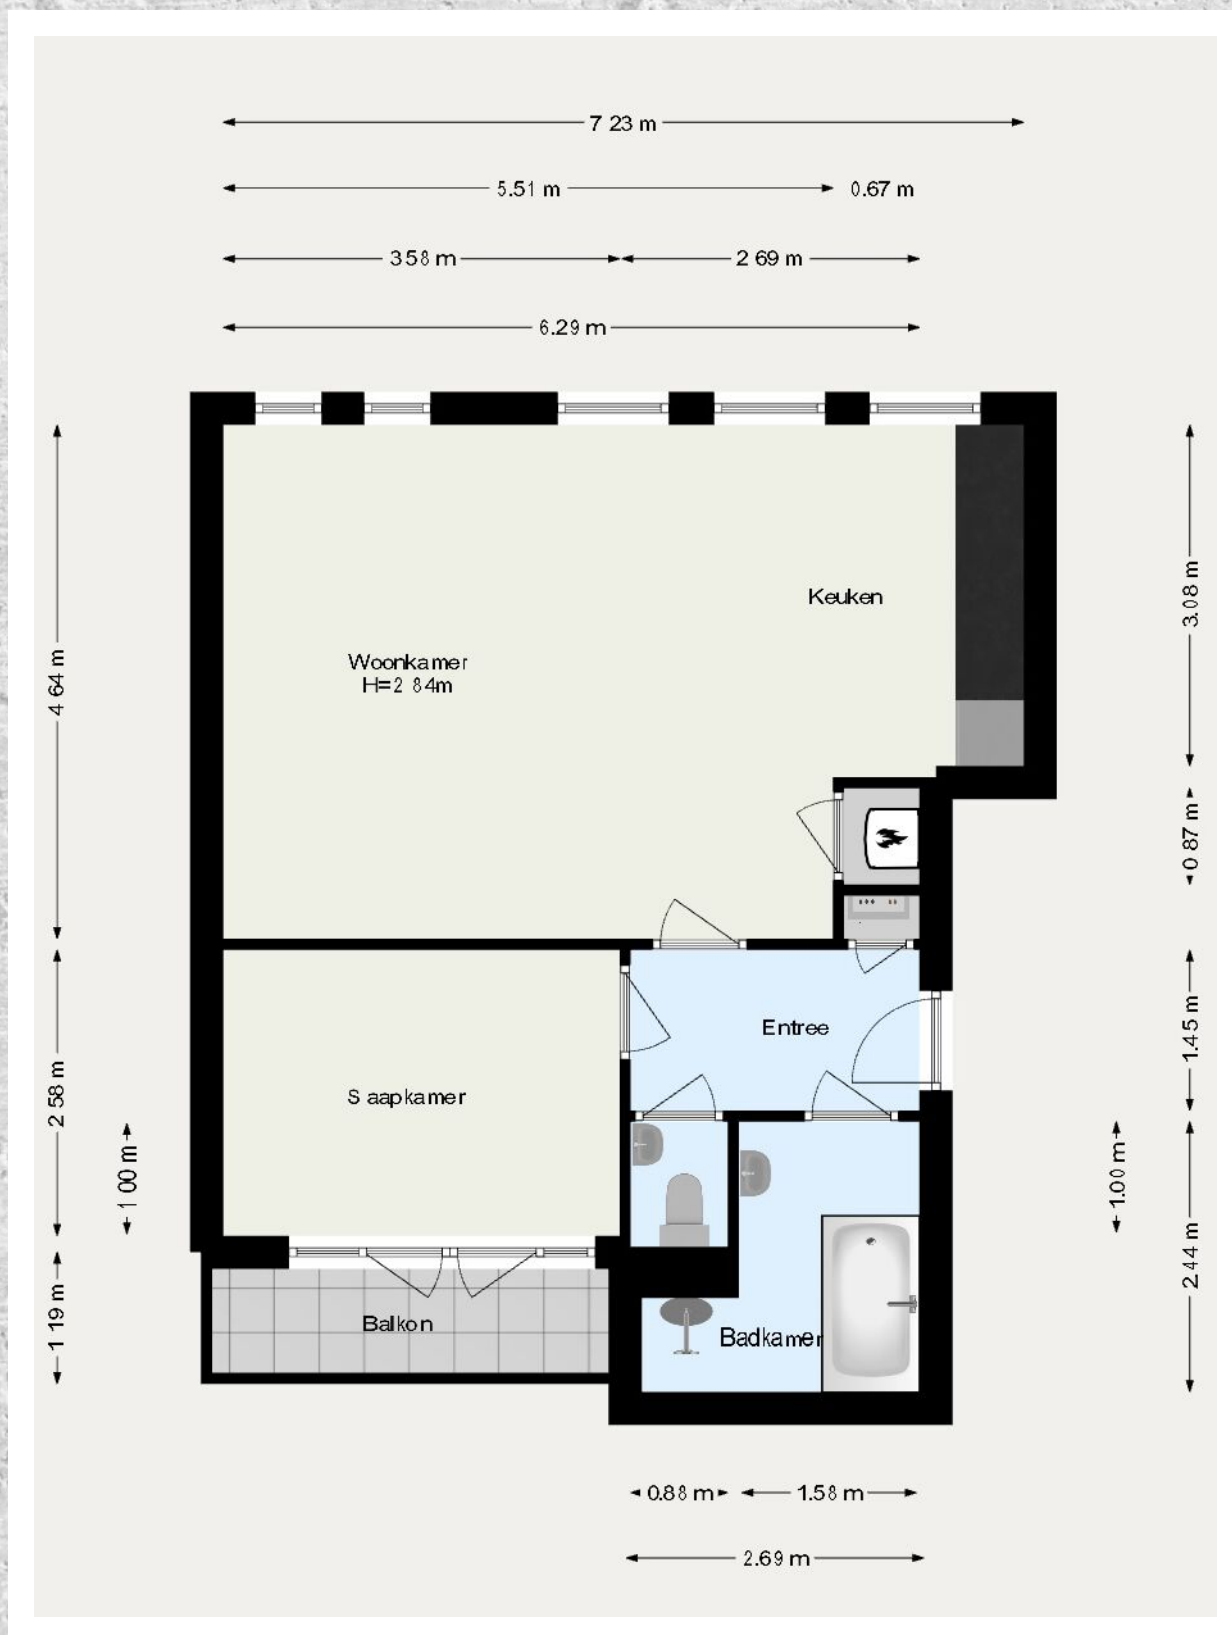 7 23 m
5.51 m 0.67 m
3 58 m 2 69 m
6.29 m
3.08 m
Keuken
4 64 m
Woonkamer
H=2 84m
0 87 m
1.45 m
Entree
2 58 m
S aapkamer
1 00 m
1.00 m
2 44 m
1 19 m
Balkon
Badkamer
0.88 m 1.58 m
2.69 m